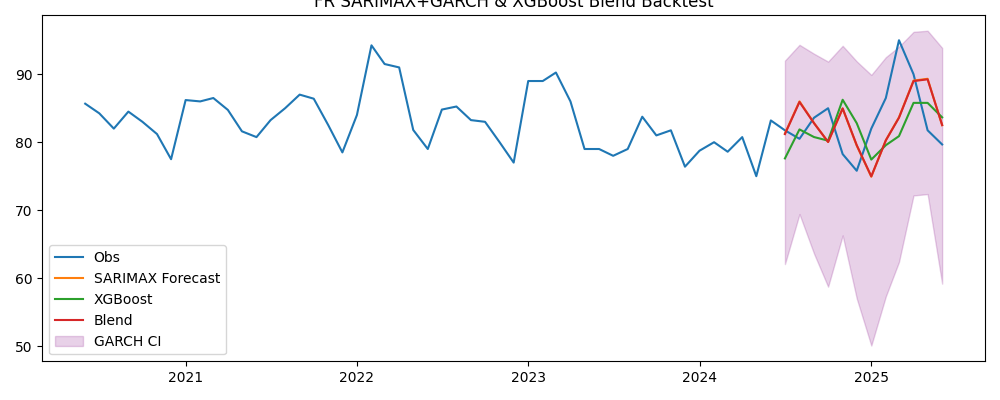 FR SARIMAX+GARCH & XGBoost Blend Backtest
90
80
70
60
50
Obs
SARIMAX Forecast
XGBoost
Blend
GARCH CI
2021
2022
2023
2024
2025